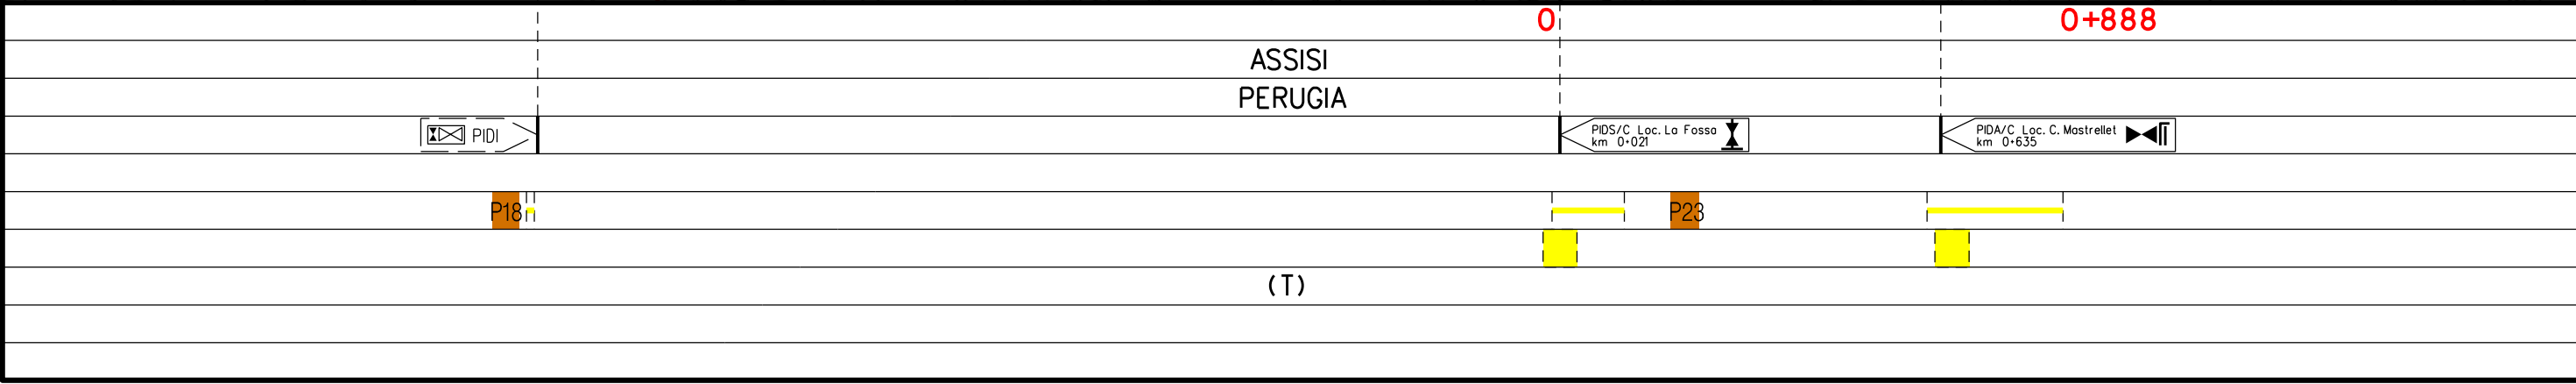 0 0+888
ASSISI
PERUGIA
PIDI
PIDS/C Loc. La Fossa
km 0+021
PIDA/C Loc. C. Mastrellet
km 0+635
P18
P23
(T)